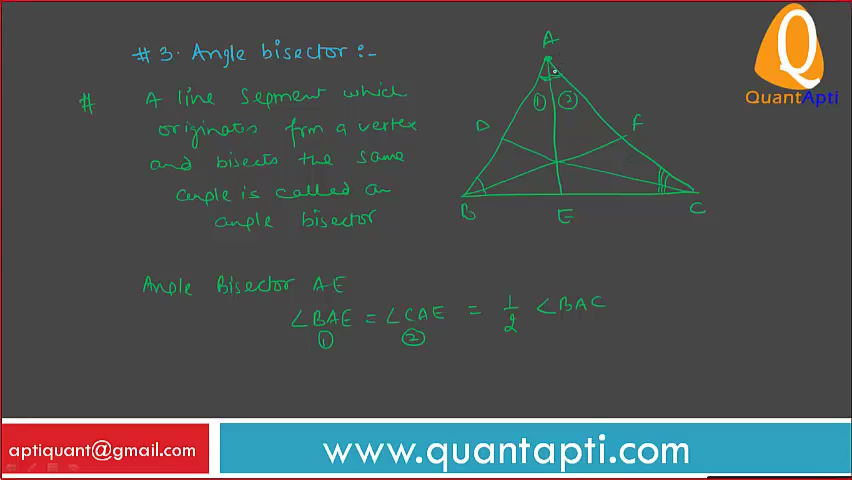 #3. Angle bisector :-
# A line segment which
originates from a vertex
and bisects the same
angle is called an
angle bisector
A
① ②
D
F
B
E
C
Angle Bisector AE
∠BAE = ∠CAE = 1/2 ∠BAC
① ②
QuantApti
aptiquant@gmail.com
www.quantapti.com